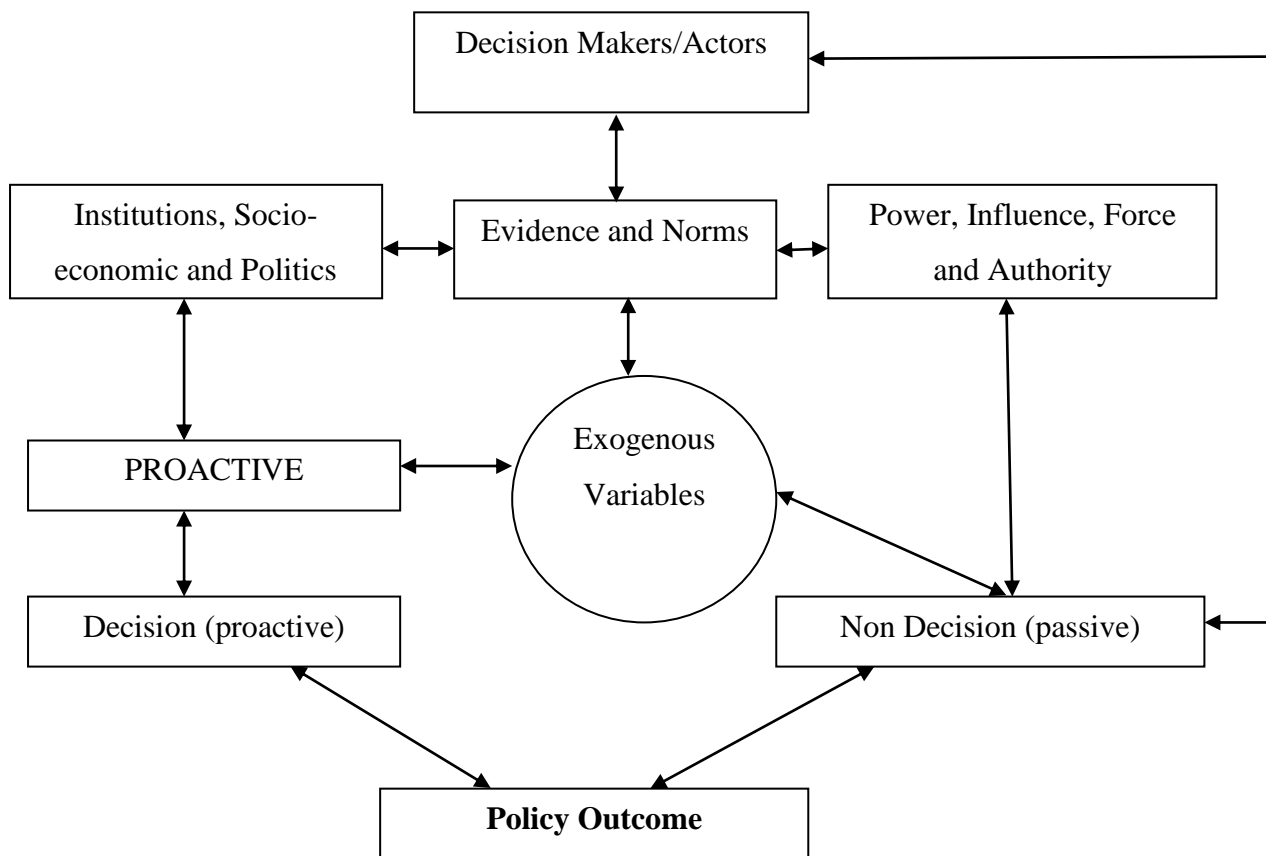 Decision Makers/Actors
Institutions, Socio-
economic and Politics
Evidence and Norms
Power, Influence, Force
and Authority
Exogenous
Variables
PROACTIVE
Decision (proactive)
Non Decision (passive)
Policy Outcome